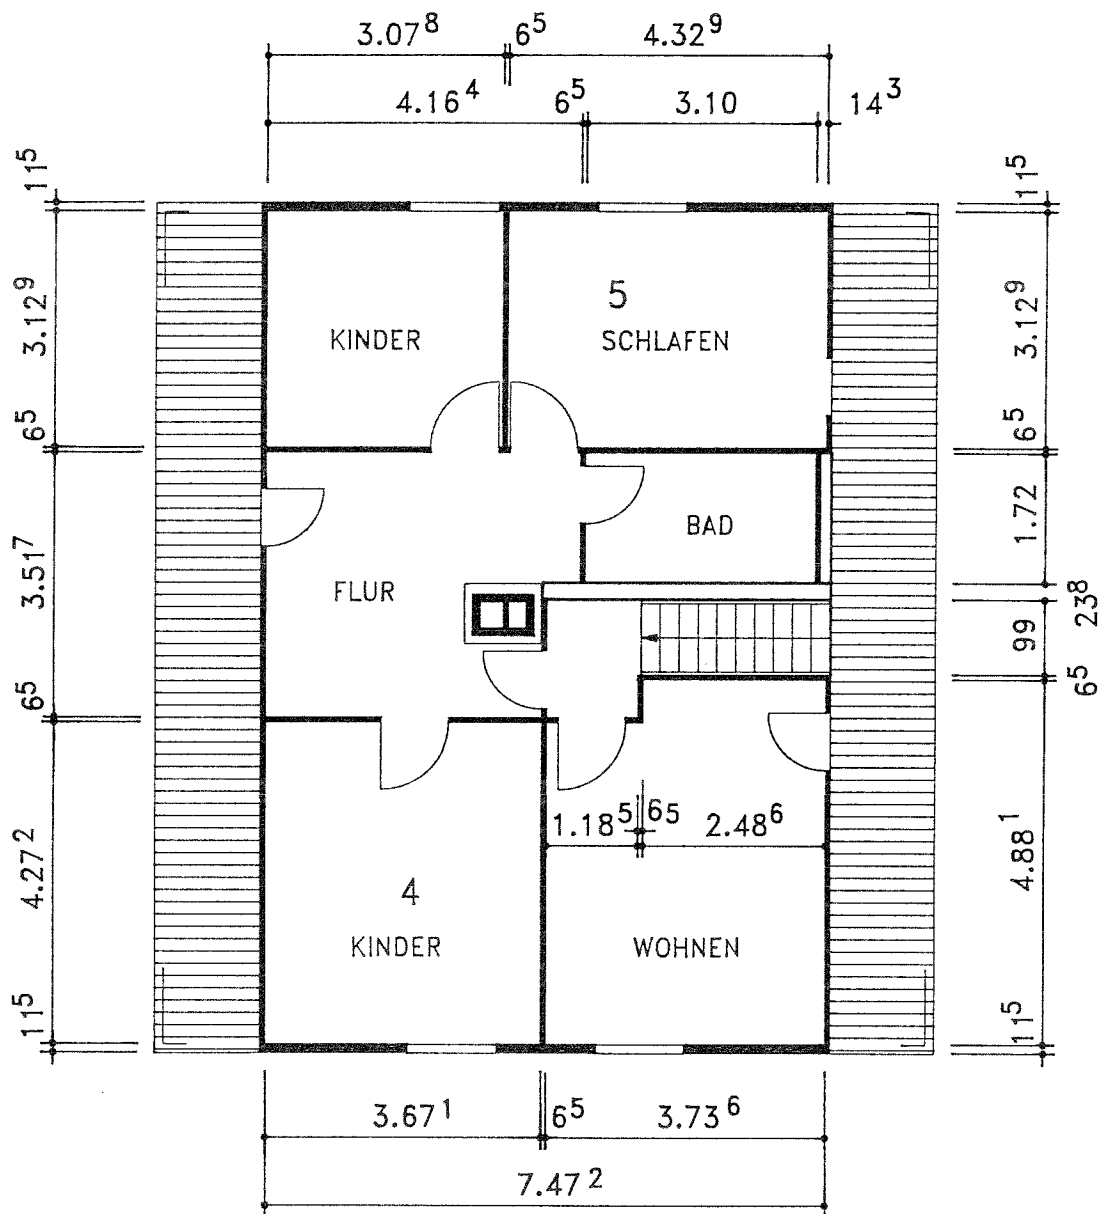 3.07⁸ 6⁵ 4.32⁹
4.16⁴ 6⁵ 3.10 14³
11⁵
3.12⁹
6⁵
3.51⁷
6⁵
4.27²
11⁵
KINDER
5
SCHLAFEN
BAD
FLUR
1.18⁵ 6⁵ 2.48⁶
4
KINDER
WOHNEN
11⁵
3.12⁹
6⁵
1.72
23⁸
99
6⁵
4.88¹
11⁵
3.67¹ 6⁵ 3.73⁶
7.47²